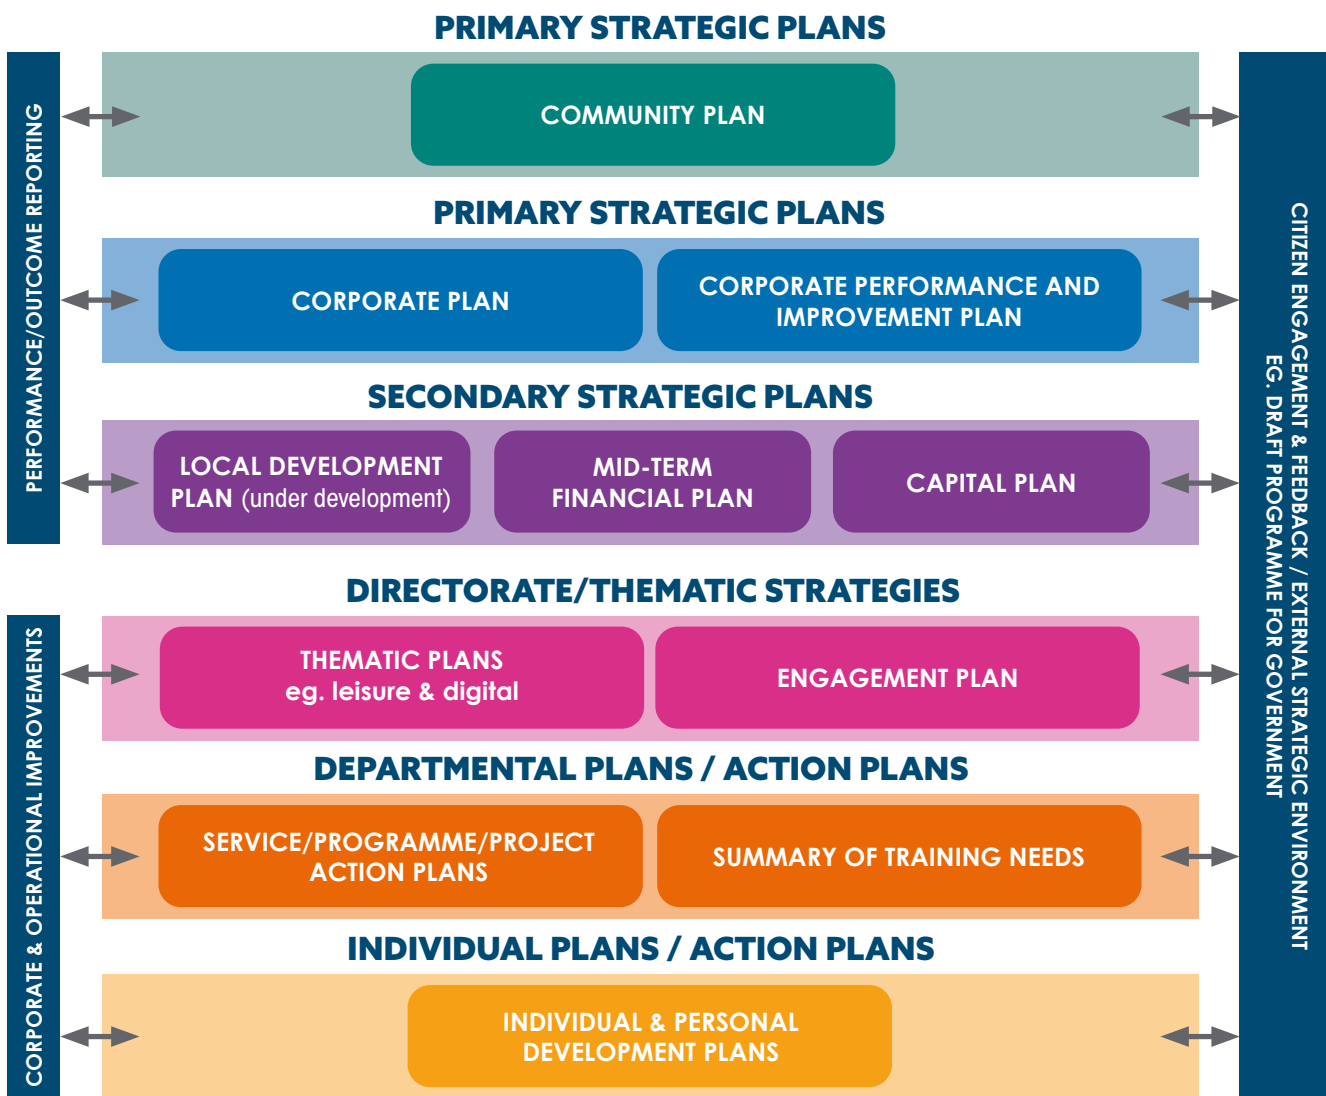 PRIMARY STRATEGIC PLANS
COMMUNITY PLAN
PRIMARY STRATEGIC PLANS
CORPORATE PLAN
CORPORATE PERFORMANCE AND
IMPROVEMENT PLAN
SECONDARY STRATEGIC PLANS
LOCAL DEVELOPMENT
PLAN (under development)
MID-TERM
FINANCIAL PLAN
CAPITAL PLAN
DIRECTORATE/THEMATIC STRATEGIES
THEMATIC PLANS
eg. leisure & digital
ENGAGEMENT PLAN
DEPARTMENTAL PLANS / ACTION PLANS
SERVICE/PROGRAMME/PROJECT
ACTION PLANS
SUMMARY OF TRAINING NEEDS
INDIVIDUAL PLANS / ACTION PLANS
INDIVIDUAL & PERSONAL
DEVELOPMENT PLANS
PERFORMANCE/OUTCOME REPORTING
CORPORATE & OPERATIONAL IMPROVEMENTS
CITIZEN ENGAGEMENT & FEEDBACK / EXTERNAL STRATEGIC ENVIRONMENT
EG. DRAFT PROGRAMME FOR GOVERNMENT